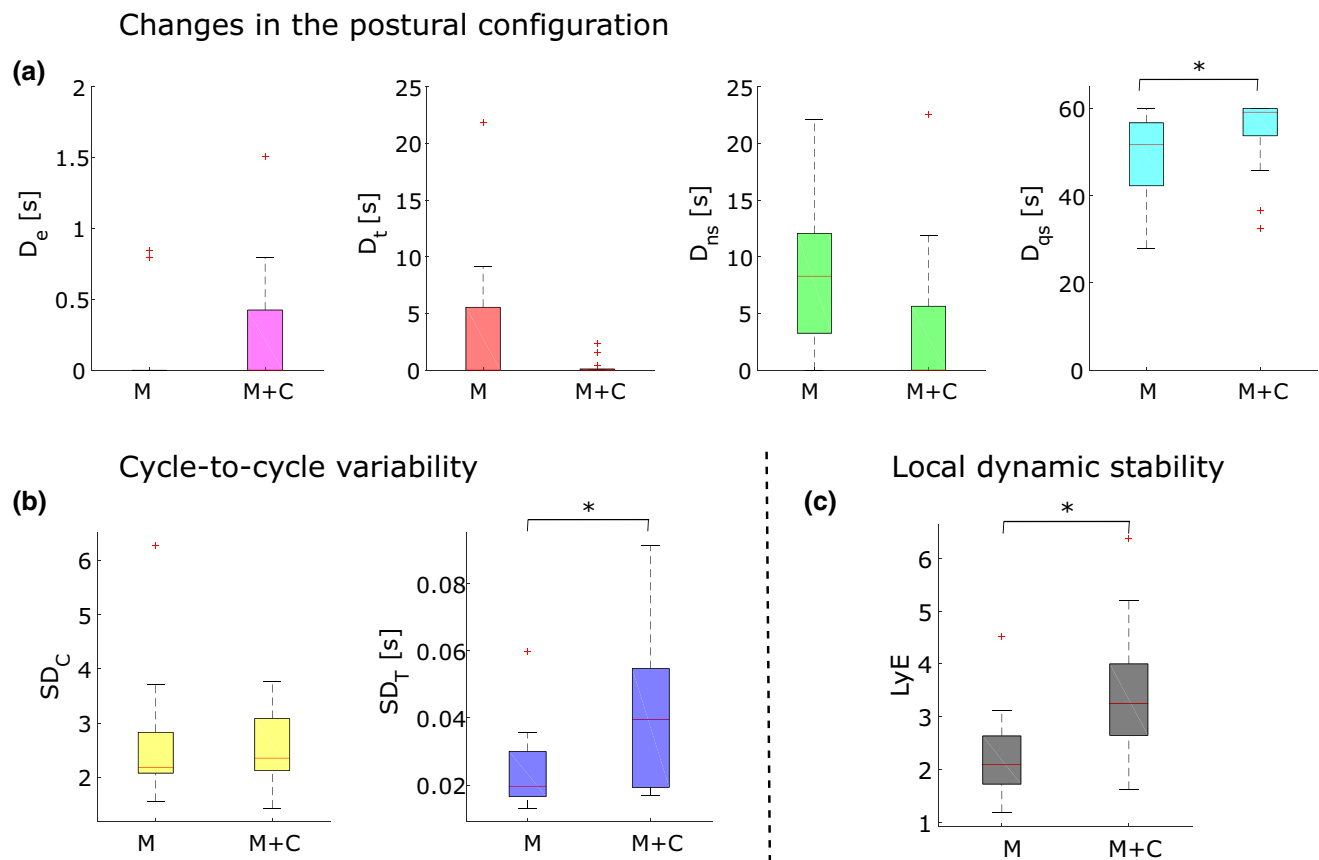 Changes in the postural configuration
(a)
2
1.5
1
0.5
0
D_e [s]
M
M+C
25
20
15
10
5
0
D_t [s]
M
M+C
25
20
15
10
5
0
D_ns [s]
M
M+C
*
60
40
20
0
D_qs [s]
M
M+C
Cycle-to-cycle variability
(b)
6
5
4
3
2
SD_C
M
M+C
*
0.08
0.06
0.04
0.02
SD_T [s]
M
M+C
Local dynamic stability
(c)
*
6
5
4
3
2
1
LyE
M
M+C